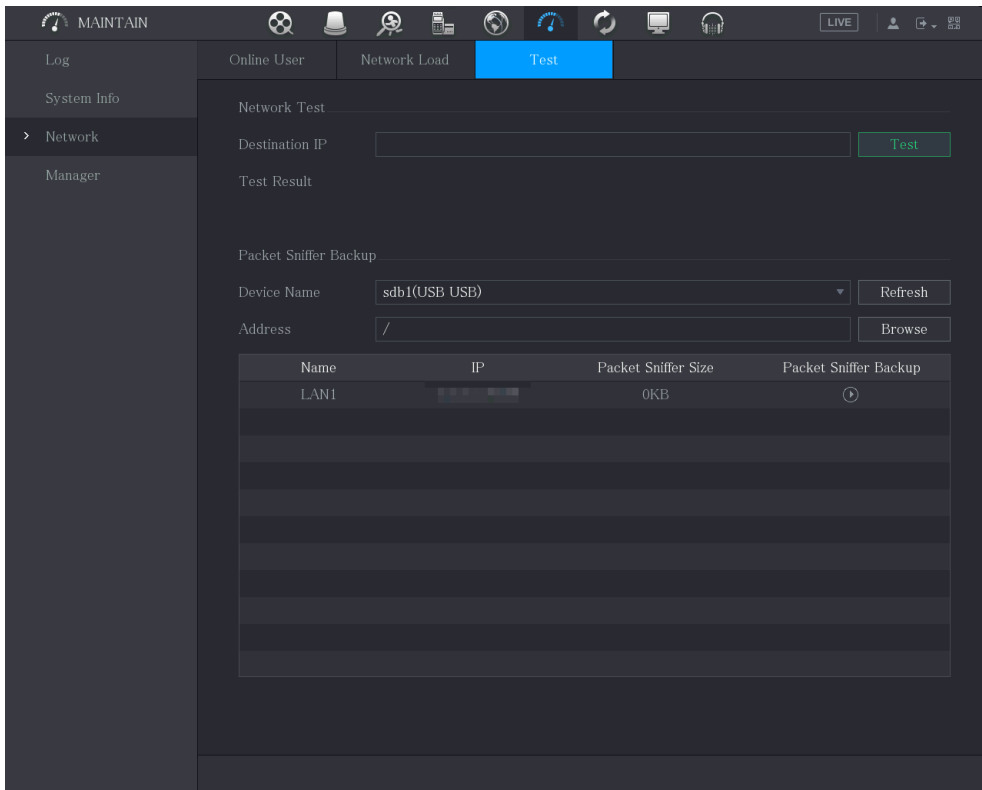 MAINTAIN
LIVE
Log
System Info
Network
Manager
Online User
Network Load
Test
Network Test
Destination IP
Test
Test Result
Packet Sniffer Backup
Device Name
sdb1(USB USB)
Refresh
Address
/
Browse
Name IP Packet Sniffer Size Packet Sniffer Backup
LAN1 0KB